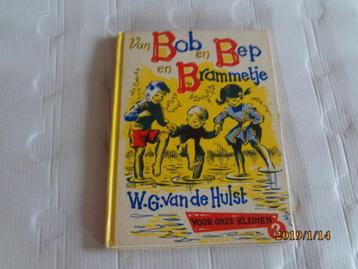 Van Bob en Bep
en Brammetje
W.G. van de Hulst
VOOR ONZE KLEINEN 3
2019/1/14